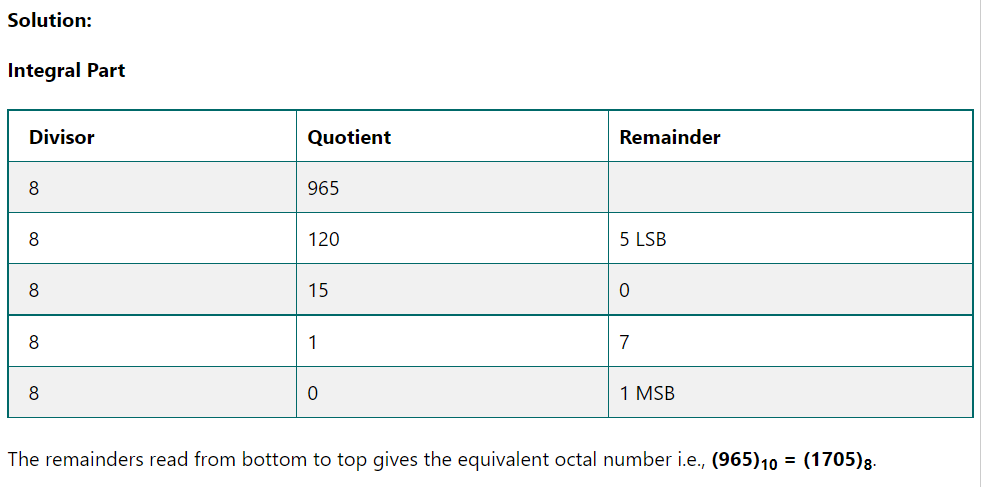 Solution:
Integral Part
Divisor Quotient Remainder
8 965
8 120 5 LSB
8 15 0
8 1 7
8 0 1 MSB
The remainders read from bottom to top gives the equivalent octal number i.e., (965)₁₀ = (1705)₈.